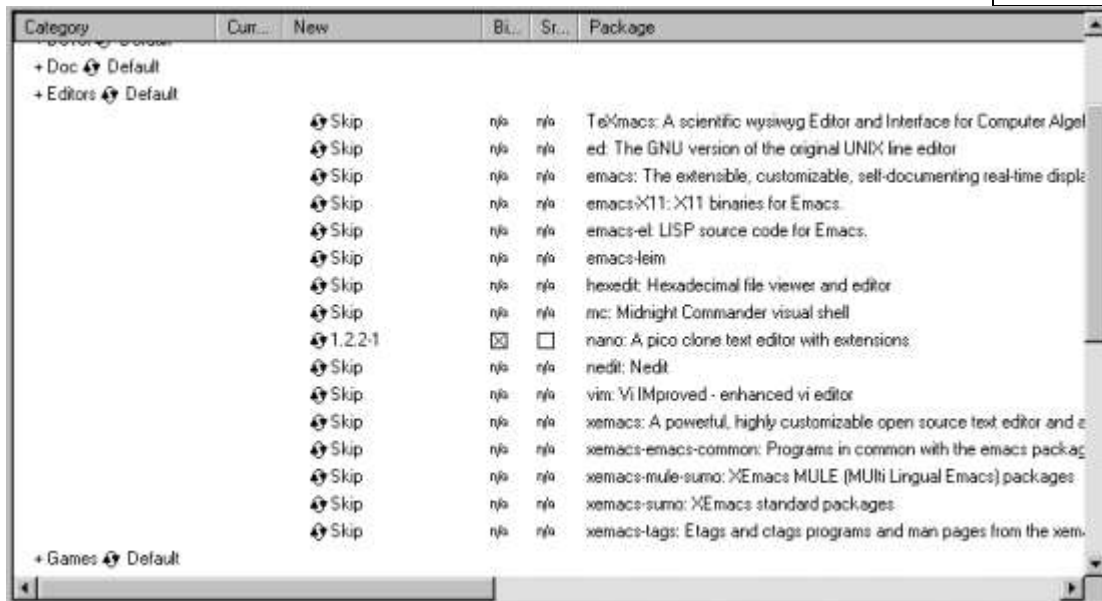 Category Curr... New Bi... Sr... Package
+ Doc Default
+ Editors Default
Skip n/a n/a TeXmacs: A scientific wysiwyg Editor and Interface for Computer Algel
Skip n/a n/a ed: The GNU version of the original UNIX line editor
Skip n/a n/a emacs: The extensible, customizable, self-documenting real-time displa
Skip n/a n/a emacs-X11: X11 binaries for Emacs.
Skip n/a n/a emacs-el: LISP source code for Emacs.
Skip n/a n/a emacs-leim
Skip n/a n/a hexedit: Hexadecimal file viewer and editor
Skip n/a n/a mc: Midnight Commander visual shell
1.2.2-1 nano: A pico clone text editor with extensions
Skip n/a n/a nedit: Nedit
Skip n/a n/a vim: Vi IMproved - enhanced vi editor
Skip n/a n/a xemacs: A powerful, highly customizable open source text editor and a
Skip n/a n/a xemacs-emacs-common: Programs in common with the emacs packag
Skip n/a n/a xemacs-mule-sumo: XEmacs MULE (MUlti Lingual Emacs) packages
Skip n/a n/a xemacs-sumo: XEmacs standard packages
Skip n/a n/a xemacs-tags: Etags and ctags programs and man pages from the xem
+ Games Default